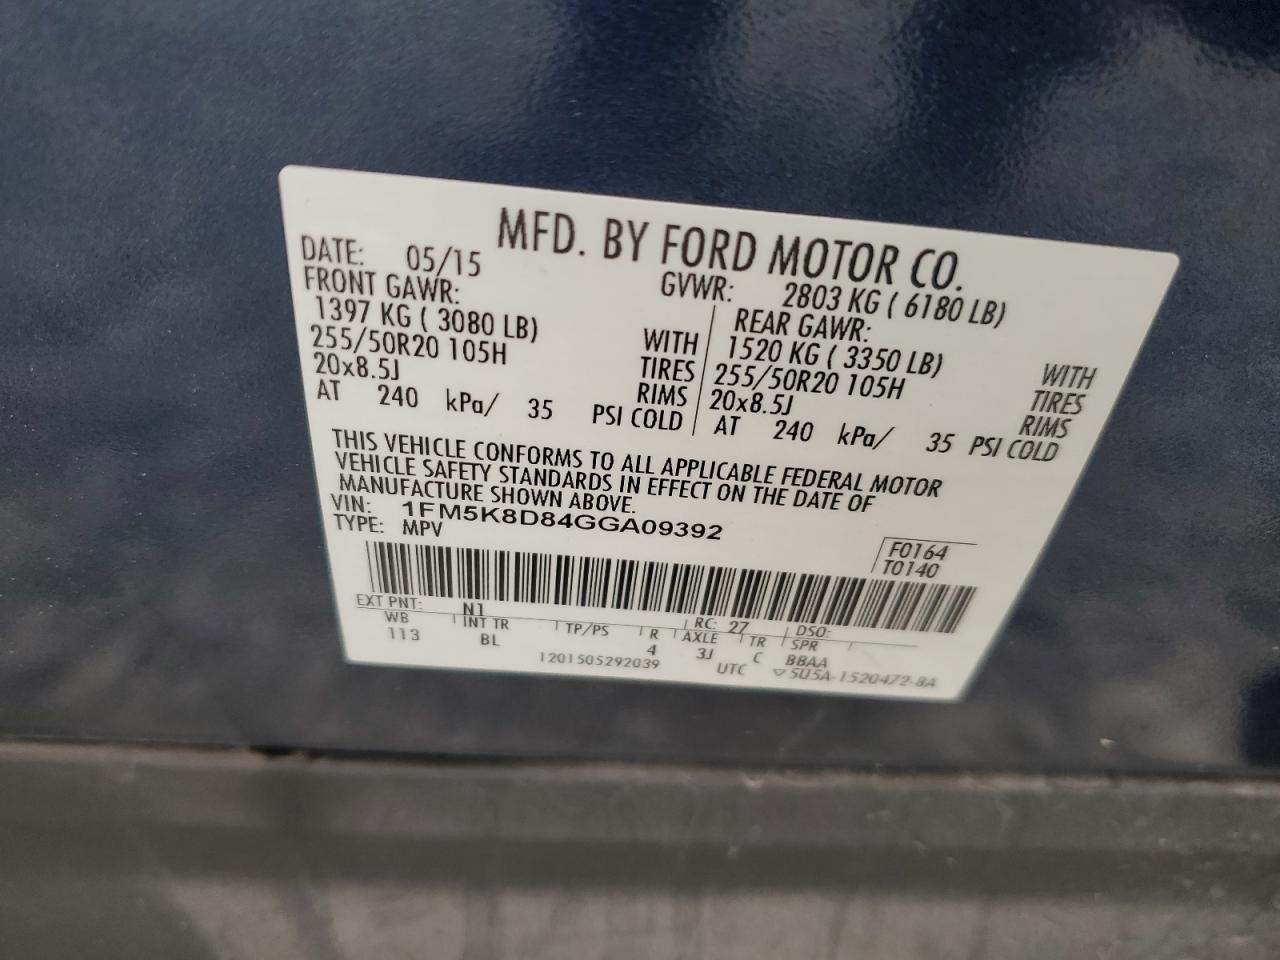 MFD. BY FORD MOTOR CO.
DATE: 05/15 GVWR: 2803 KG ( 6180 LB)
FRONT GAWR: REAR GAWR:
1397 KG ( 3080 LB) WITH 1520 KG ( 3350 LB) WITH
255/50R20 105H TIRES 255/50R20 105H TIRES
20x8.5J RIMS 20x8.5J RIMS
AT 240 kPa/ 35 PSI COLD AT 240 kPa/ 35 PSI COLD
THIS VEHICLE CONFORMS TO ALL APPLICABLE FEDERAL MOTOR
VEHICLE SAFETY STANDARDS IN EFFECT ON THE DATE OF
MANUFACTURE SHOWN ABOVE.
VIN: 1FM5K8D84GGA09392
TYPE: MPV
F0164
T0140
EXT PNT: N1 RC: 27 DSO:
WB INT TR TP/PS R AXLE TR SPR
113 BL 4 3J C BBAA
1201505292039 UTC ▽5U5A-1520472-BA